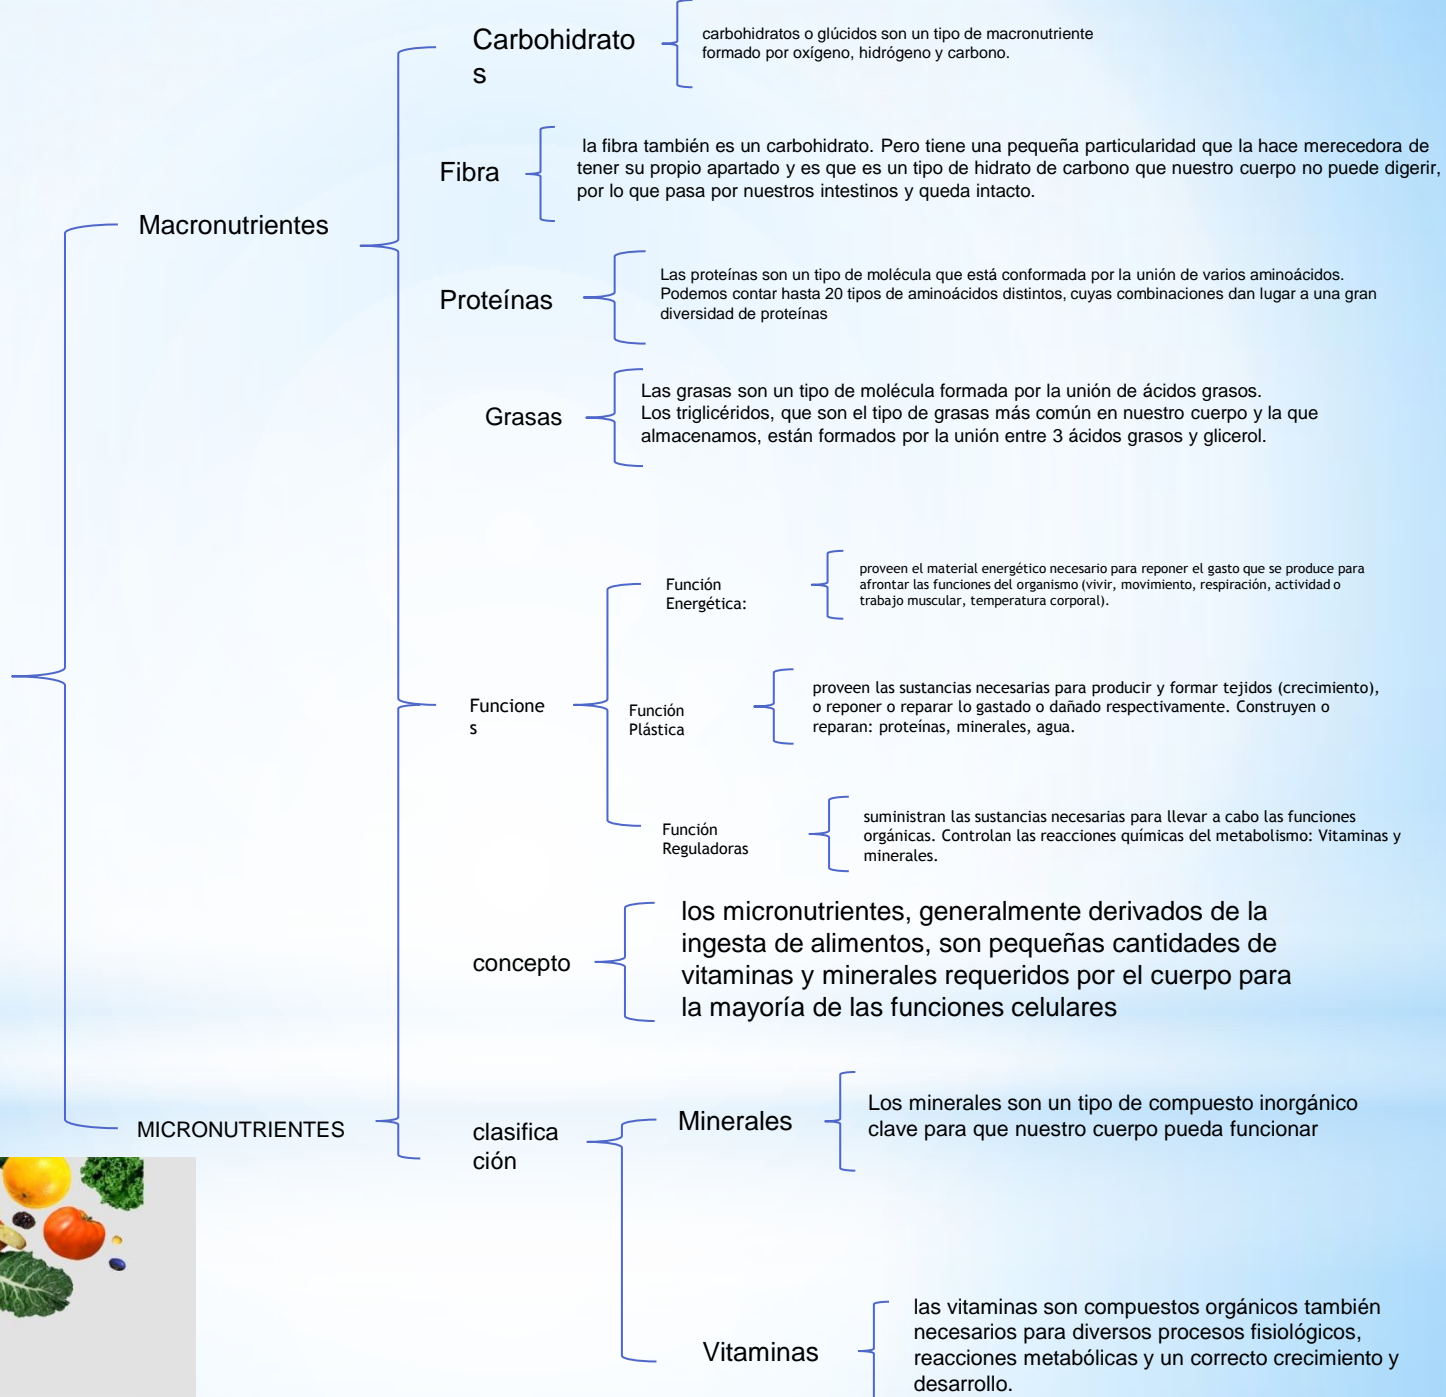 Carbohidrato
s
carbohidratos o glúcidos son un tipo de macronutriente
formado por oxígeno, hidrógeno y carbono.
Fibra
la fibra también es un carbohidrato. Pero tiene una pequeña particularidad que la hace merecedora de
tener su propio apartado y es que es un tipo de hidrato de carbono que nuestro cuerpo no puede digerir,
por lo que pasa por nuestros intestinos y queda intacto.
Macronutrientes
Proteínas
Las proteínas son un tipo de molécula que está conformada por la unión de varios aminoácidos.
Podemos contar hasta 20 tipos de aminoácidos distintos, cuyas combinaciones dan lugar a una gran
diversidad de proteínas
Grasas
Las grasas son un tipo de molécula formada por la unión de ácidos grasos.
Los triglicéridos, que son el tipo de grasas más común en nuestro cuerpo y la que
almacenamos, están formados por la unión entre 3 ácidos grasos y glicerol.
Funcione
s
Función
Energética:
proveen el material energético necesario para reponer el gasto que se produce para
afrontar las funciones del organismo (vivir, movimiento, respiración, actividad o
trabajo muscular, temperatura corporal).
Función
Plástica
proveen las sustancias necesarias para producir y formar tejidos (crecimiento),
o reponer o reparar lo gastado o dañado respectivamente. Construyen o
reparan: proteínas, minerales, agua.
Función
Reguladoras
suministran las sustancias necesarias para llevar a cabo las funciones
orgánicas. Controlan las reacciones químicas del metabolismo: Vitaminas y
minerales.
concepto
los micronutrientes, generalmente derivados de la
ingesta de alimentos, son pequeñas cantidades de
vitaminas y minerales requeridos por el cuerpo para
la mayoría de las funciones celulares
MICRONUTRIENTES
clasifica
ción
Minerales
Los minerales son un tipo de compuesto inorgánico
clave para que nuestro cuerpo pueda funcionar
Vitaminas
las vitaminas son compuestos orgánicos también
necesarios para diversos procesos fisiológicos,
reacciones metabólicas y un correcto crecimiento y
desarrollo.